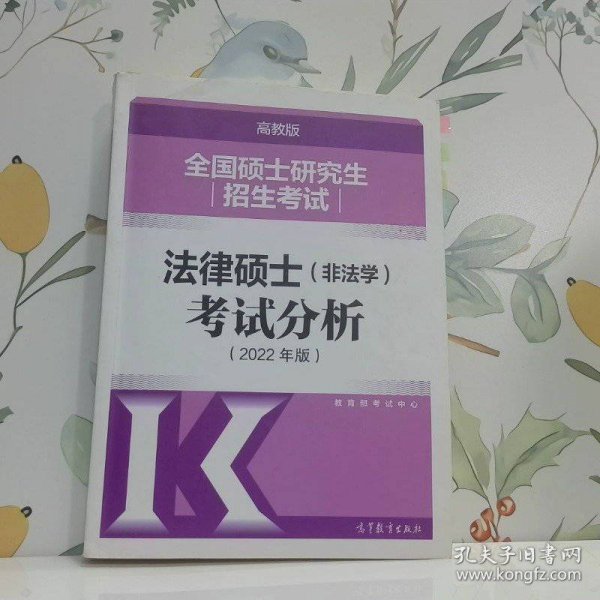 高教版
全国硕士研究生
招生考试
法律硕士（非法学）
考试分析
（2022年版）
教育部考试中心
高等教育出版社
孔夫子旧书网
www.kongfz.com